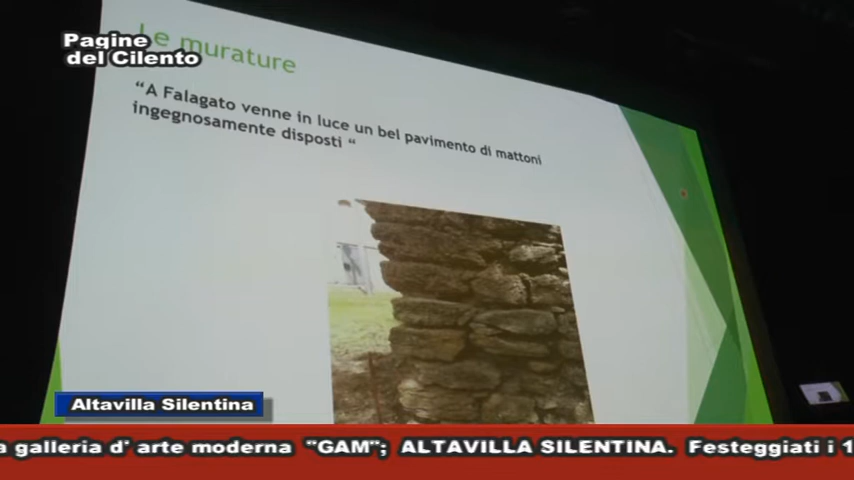 Pagine
del Cilento
Le murature
“A Falagato venne in luce un bel pavimento di mattoni
ingegnosamente disposti “
Altavilla Silentina
a galleria d' arte moderna "GAM"; ALTAVILLA SILENTINA. Festeggiati i 1